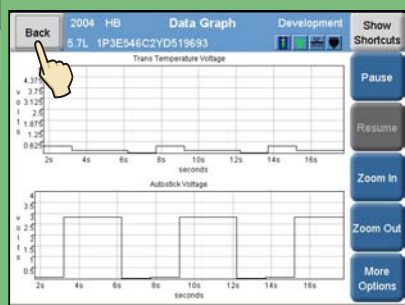 Back
2004 HB Data Graph Development
5.7L 1P3E546C2YD519693
Show
Shortcuts
Trans Temperature Voltage
volts
4.375
3.75
3.125
2.5
1.875
1.25
0.625
2s 4s 6s 8s 10s 12s 14s 16s
seconds
Pause
Resume
Autostick Voltage
volts
4
3.5
3
2.5
2
1.5
1
0.5
2s 4s 6s 8s 10s 12s 14s 16s
seconds
Zoom In
Zoom Out
More
Options